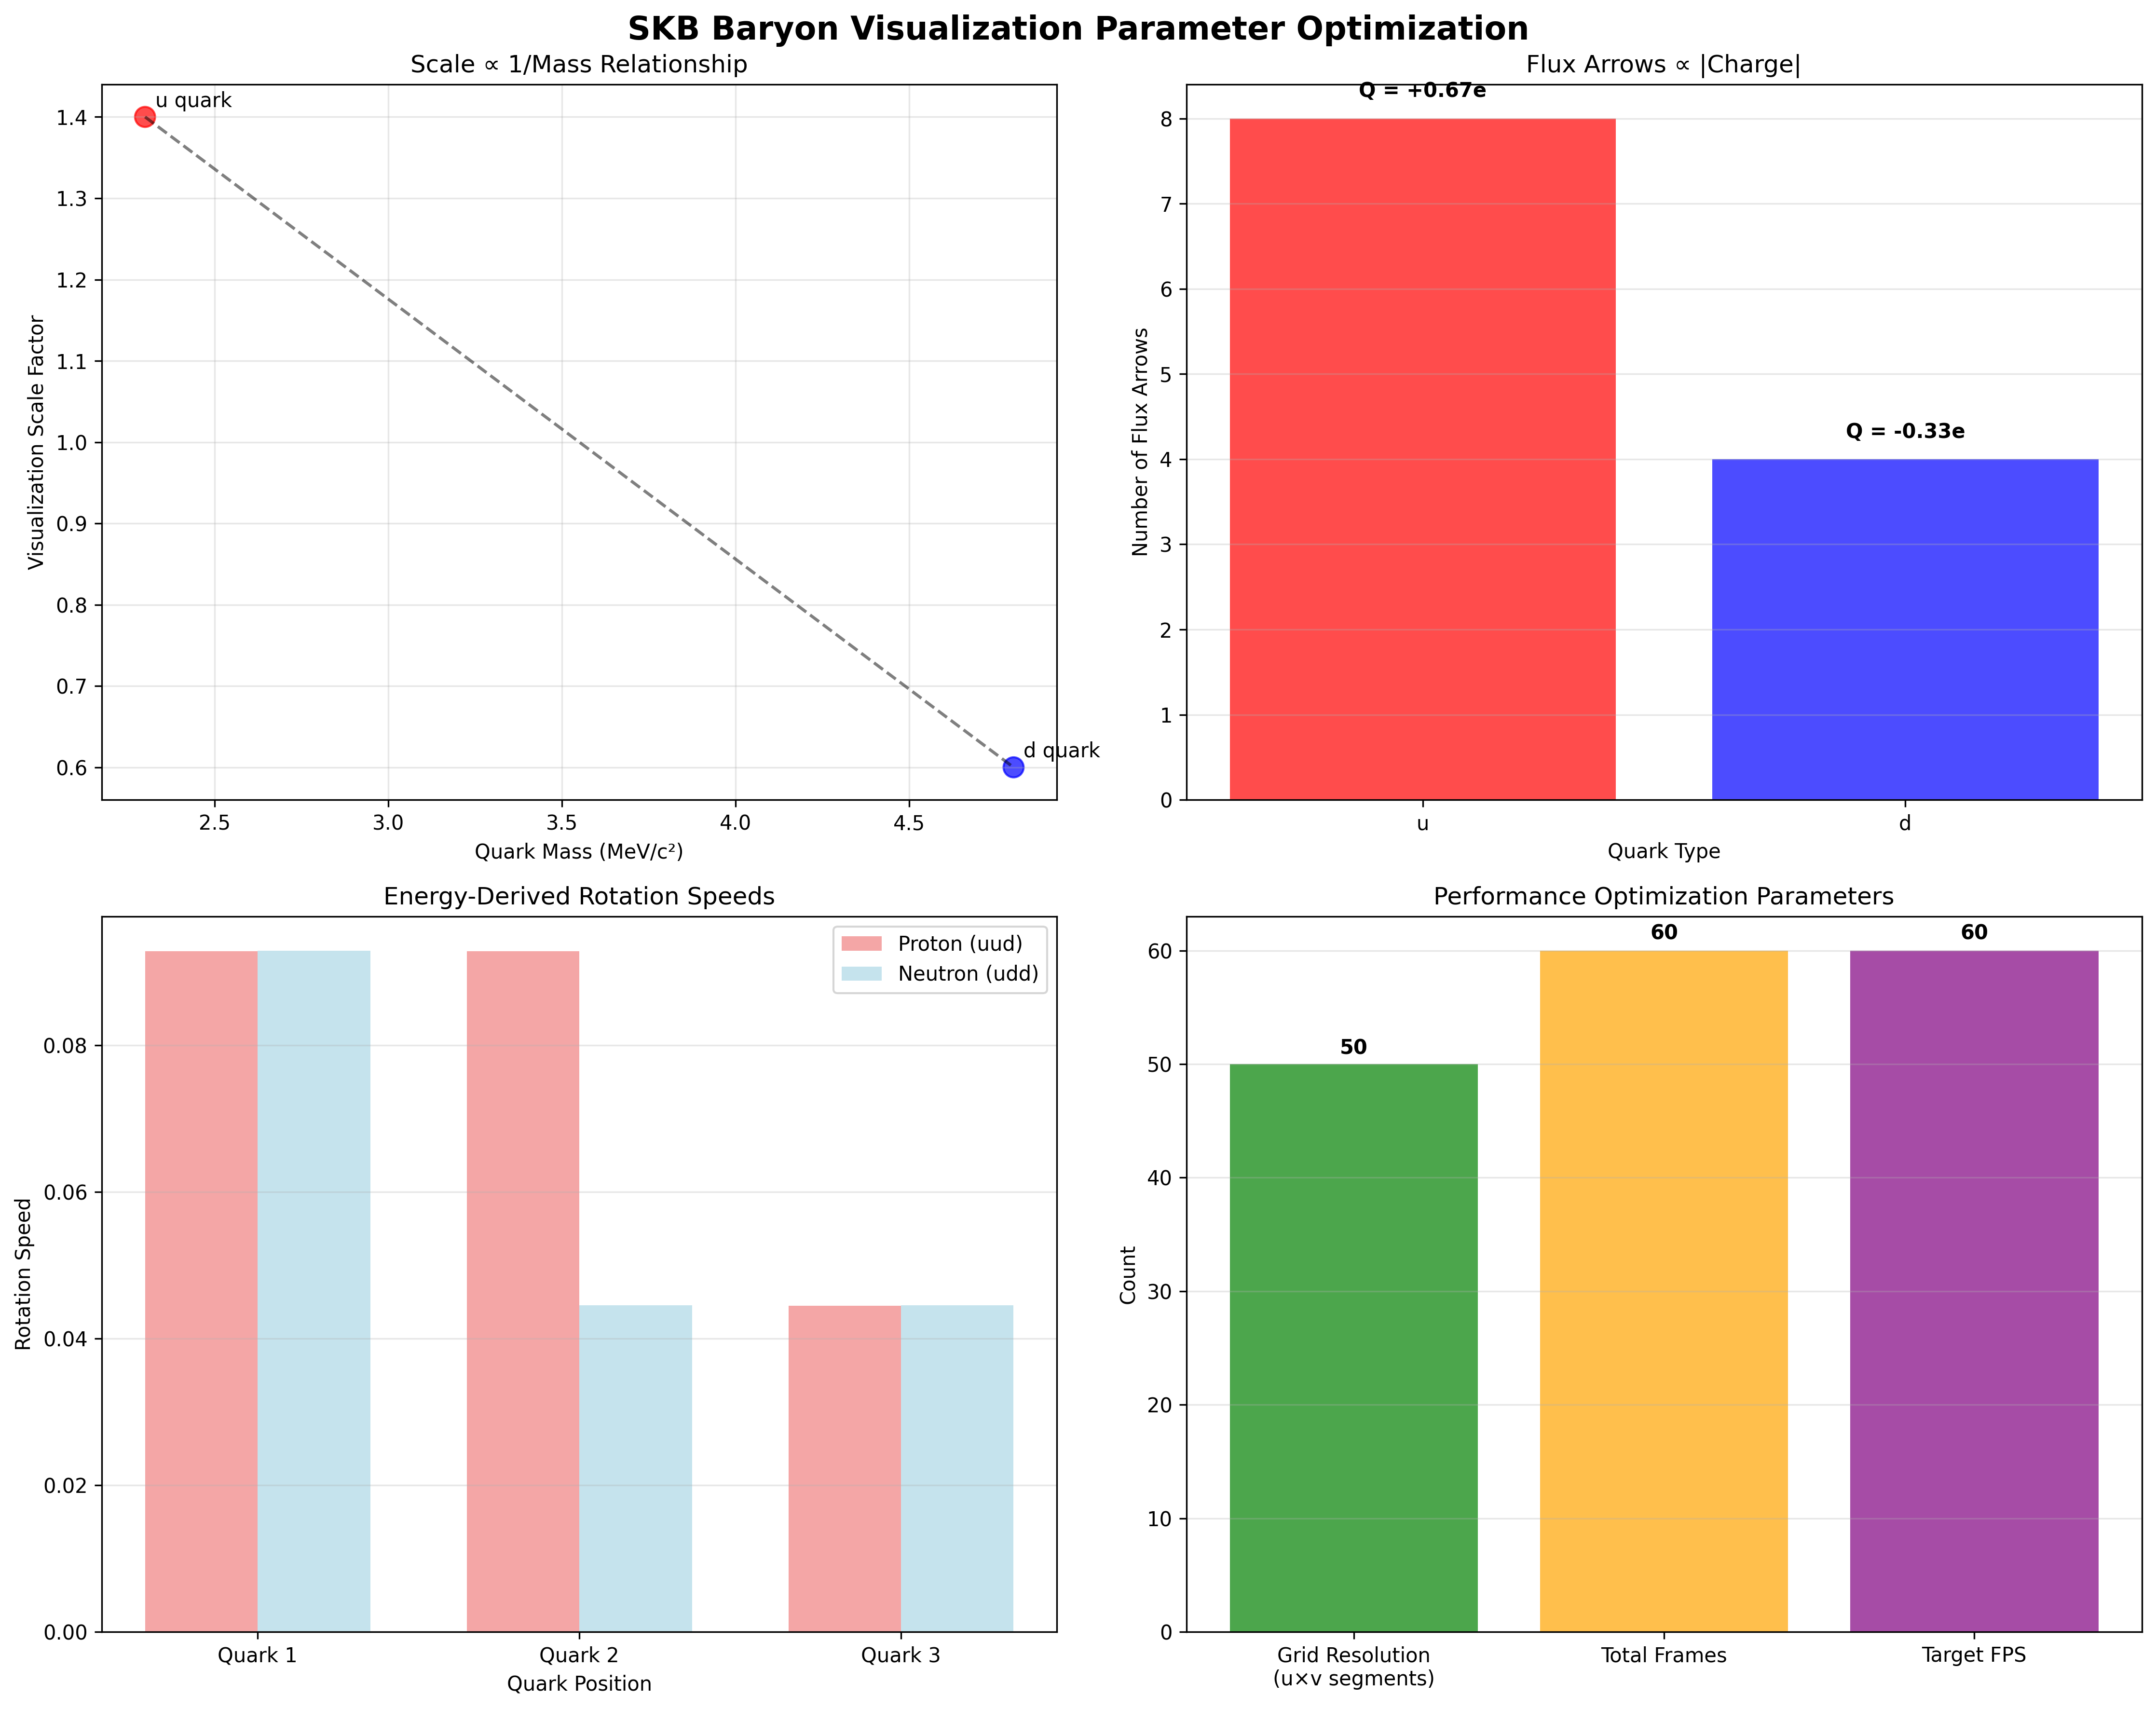 SKB Baryon Visualization Parameter Optimization
Scale ∝ 1/Mass Relationship
u quark
d quark
1.4
1.3
1.2
1.1
1.0
0.9
0.8
0.7
0.6
Visualization Scale Factor
2.5 3.0 3.5 4.0 4.5
Quark Mass (MeV/c²)
Flux Arrows ∝ |Charge|
Q = +0.67e
Q = -0.33e
8
7
6
5
4
3
2
1
0
Number of Flux Arrows
u d
Quark Type
Energy-Derived Rotation Speeds
Proton (uud)
Neutron (udd)
0.08
0.06
0.04
0.02
0.00
Rotation Speed
Quark 1 Quark 2 Quark 3
Quark Position
Performance Optimization Parameters
50
60
60
60
50
40
30
20
10
0
Count
Grid Resolution
(u×v segments)
Total Frames
Target FPS